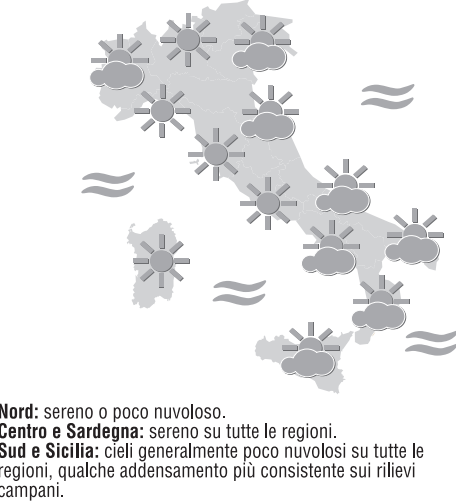 Nord: sereno o poco nuvoloso.
Centro e Sardegna: sereno su tutte le regioni.
Sud e Sicilia: cieli generalmente poco nuvolosi su tutte le
regioni, qualche addensamento più consistente sui rilievi
campani.